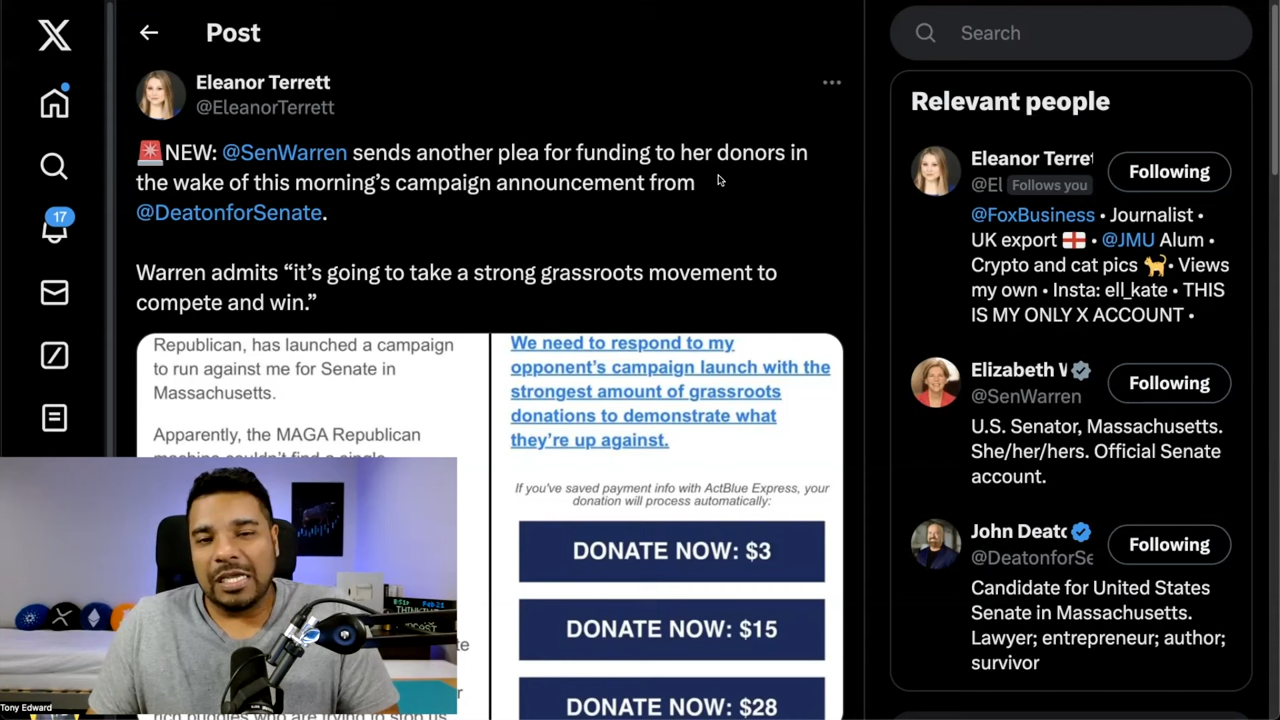 Post
Search
Eleanor Terrett
@EleanorTerrett
🚨NEW: @SenWarren sends another plea for funding to her donors in
the wake of this morning’s campaign announcement from
@DeatonforSenate.
Warren admits “it’s going to take a strong grassroots movement to
compete and win.”
Republican, has launched a campaign
to run against me for Senate in
Massachusetts.
Apparently, the MAGA Republican
We need to respond to my
opponent’s campaign launch with the
strongest amount of grassroots
donations to demonstrate what
they’re up against.
If you've saved payment info with ActBlue Express, your
donation will process automatically:
DONATE NOW: $3
DONATE NOW: $15
DONATE NOW: $28
17
Relevant people
Eleanor Terret
@El Follows you
Following
@FoxBusiness • Journalist •
UK export 🏴󠁧󠁢󠁥󠁮󠁧󠁿 • @JMU Alum •
Crypto and cat pics 🐈• Views
my own • Insta: ell_kate • THIS
IS MY ONLY X ACCOUNT •
Elizabeth W
@SenWarren
Following
U.S. Senator, Massachusetts.
She/her/hers. Official Senate
account.
John Deato
@DeatonforSe
Following
Candidate for United States
Senate in Massachusetts.
Lawyer; entrepreneur; author;
survivor
Tony Edward